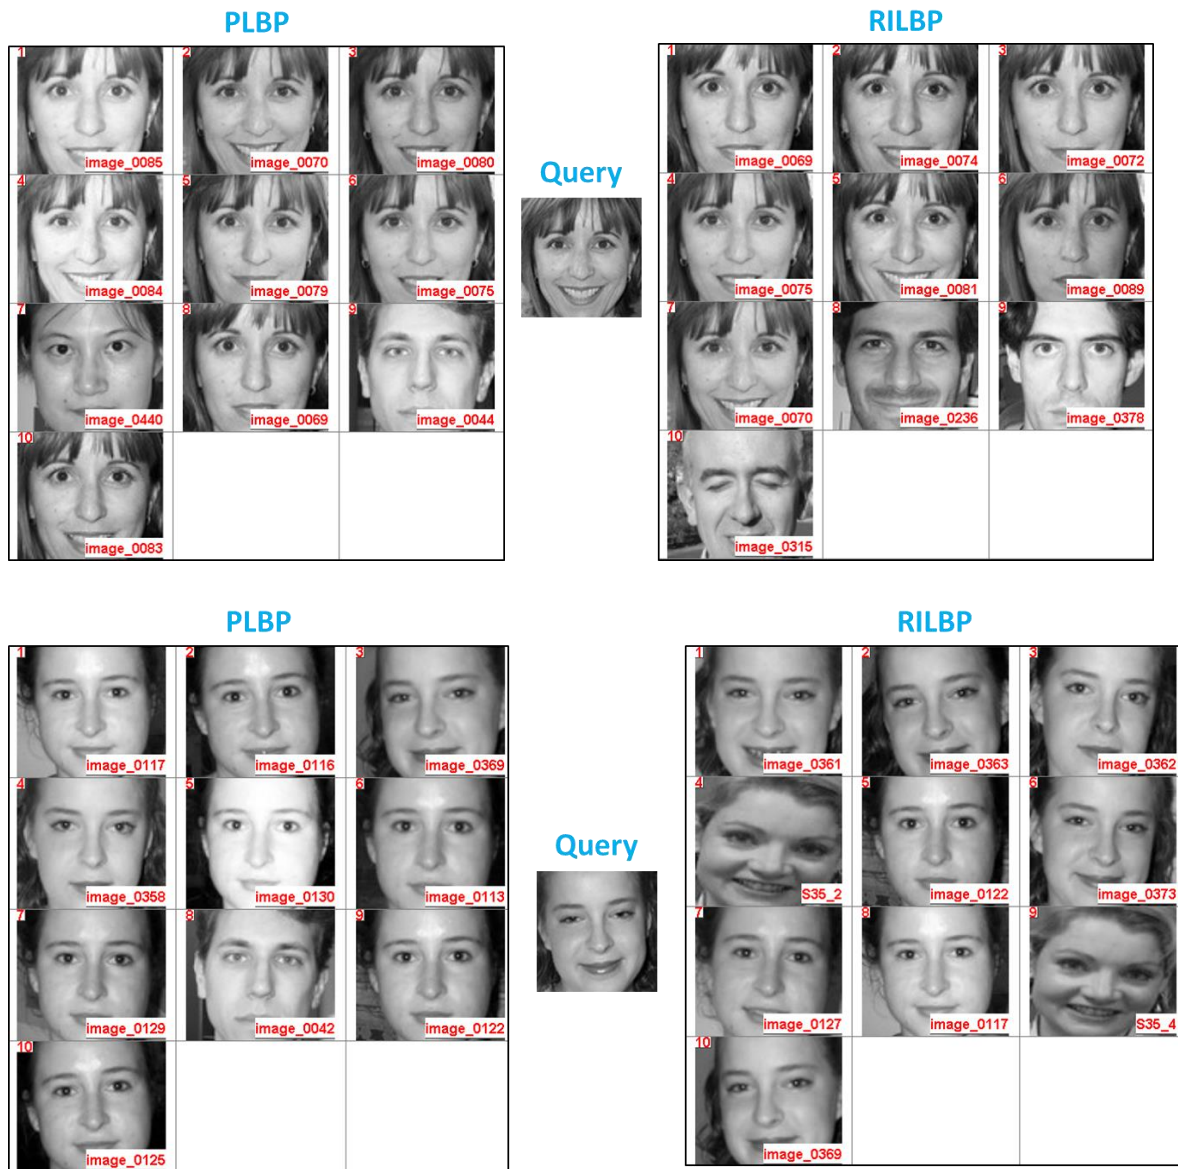 PLBP
1 2 3
image_0085 image_0070 image_0080
4 5 6
image_0084 image_0079 image_0075
7 8 9
image_0440 image_0069 image_0044
10
image_0083
Query
RILBP
1 2 3
image_0069 image_0074 image_0072
4 5 6
image_0075 image_0081 image_0089
7 8 9
image_0070 image_0236 image_0378
10
image_0315
PLBP
1 2 3
image_0117 image_0116 image_0369
4 5 6
image_0358 image_0130 image_0113
7 8 9
image_0129 image_0042 image_0122
10
image_0125
Query
RILBP
1 2 3
image_0361 image_0363 image_0362
4 5 6
S35_2 image_0122 image_0373
7 8 9
image_0127 image_0117 S35_4
10
image_0369